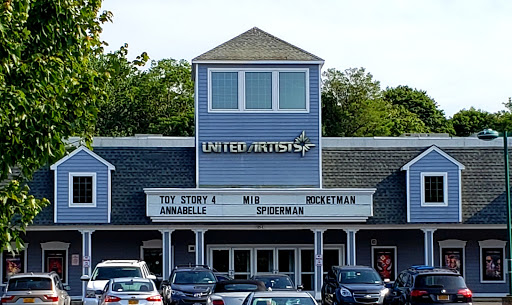 UNITED ARTISTS
TOY STORY 4 MIB ROCKETMAN
ANNABELLE SPIDERMAN